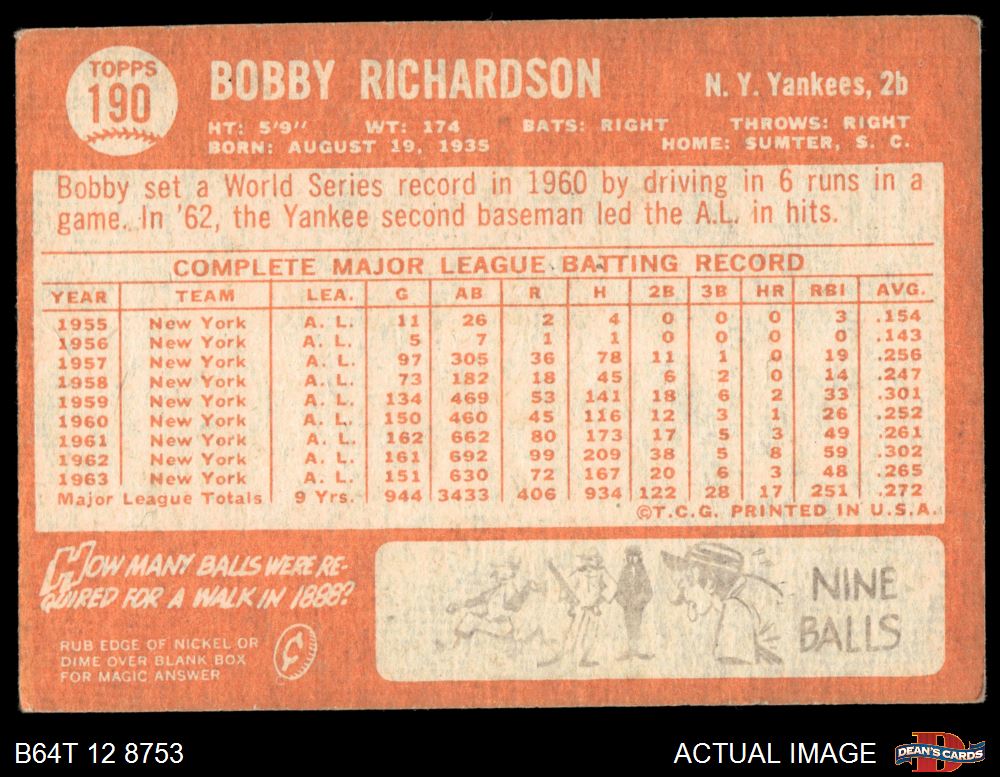 TOPPS
190
BOBBY RICHARDSON
N. Y. Yankees, 2b
HT: 5'9" WT: 174 BATS: RIGHT THROWS: RIGHT
BORN: AUGUST 19, 1935 HOME: SUMTER, S. C.
Bobby set a World Series record in 1960 by driving in 6 runs in a
game. In '62, the Yankee second baseman led the A.L. in hits.
COMPLETE MAJOR LEAGUE BATTING RECORD
YEAR TEAM LEA. G AB R H 2B 3B HR RBI AVG.
1955 New York A. L. 11 26 2 4 0 0 0 3 .154
1956 New York A. L. 5 7 1 1 0 0 0 0 .143
1957 New York A. L. 97 305 36 78 11 1 0 19 .256
1958 New York A. L. 73 182 18 45 6 2 0 14 .247
1959 New York A. L. 134 469 53 141 18 6 2 33 .301
1960 New York A. L. 150 460 45 116 12 3 1 26 .252
1961 New York A. L. 162 662 80 173 17 5 3 49 .261
1962 New York A. L. 161 692 99 209 38 5 8 59 .302
1963 New York A. L. 151 630 72 167 20 6 3 48 .265
Major League Totals 9 Yrs. 944 3433 406 934 122 28 17 251 .272
©T.C.G. PRINTED IN U.S.A.
HOW MANY BALLS WERE RE-
QUIRED FOR A WALK IN 1888?
RUB EDGE OF NICKEL OR
DIME OVER BLANK BOX
FOR MAGIC ANSWER
NINE
BALLS
B64T 12 8753
ACTUAL IMAGE
D
DEAN'S CARDS